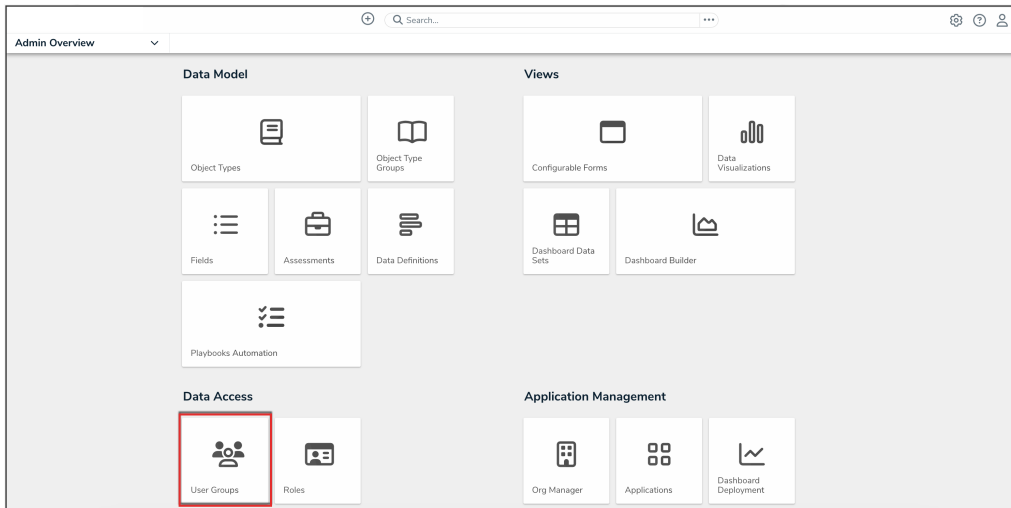 Search...
Admin Overview
Data Model
Object Types
Object Type
Groups
Fields
Assessments
Data Definitions
Playbooks Automation
Views
Configurable Forms
Data
Visualizations
Dashboard Data
Sets
Dashboard Builder
Data Access
User Groups
Roles
Application Management
Org Manager
Applications
Dashboard
Deployment